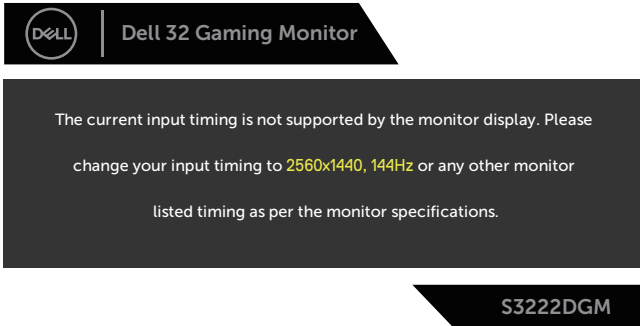 DELL
Dell 32 Gaming Monitor
The current input timing is not supported by the monitor display. Please
change your input timing to 2560x1440, 144Hz or any other monitor
listed timing as per the monitor specifications.
S3222DGM